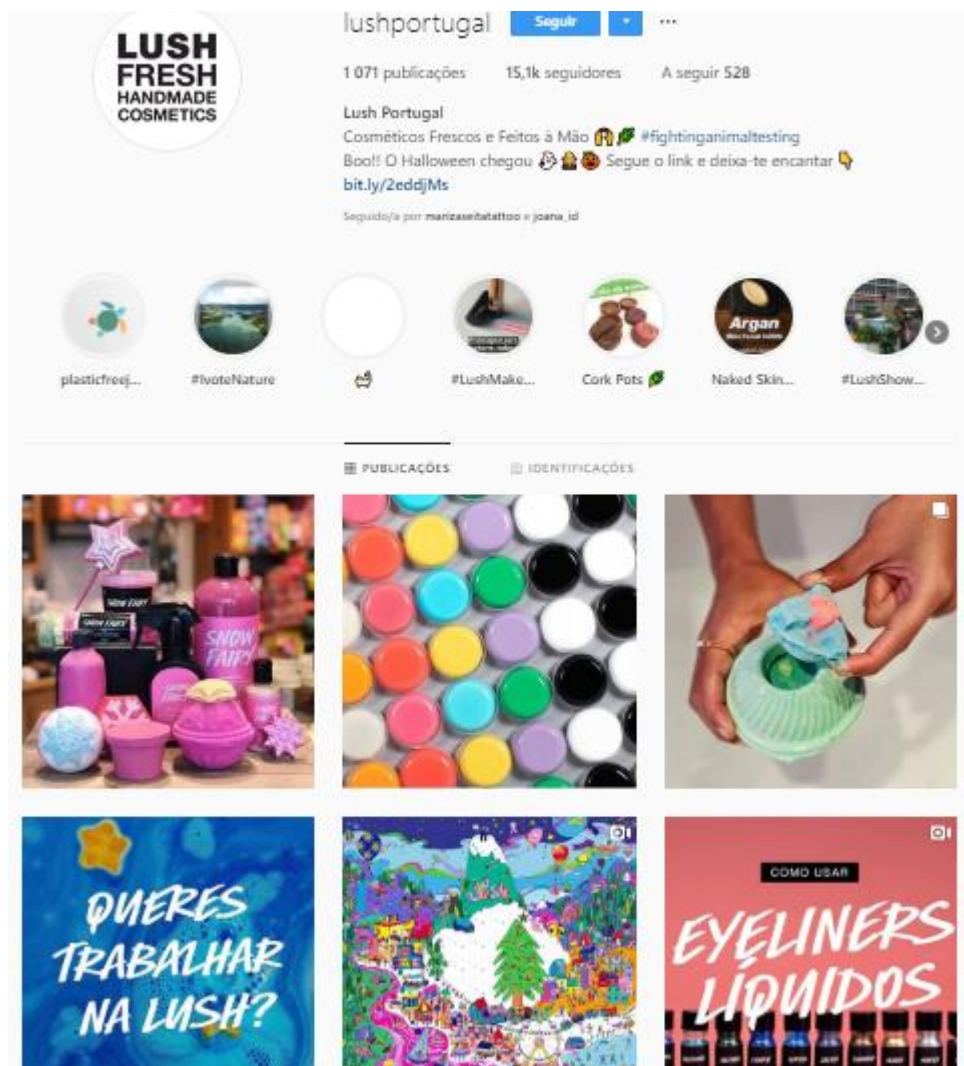 LUSH
FRESH
HANDMADE
COSMETICS
lushportugal Seguir ...
1 071 publicações 15,1k seguidores A seguir 528
Lush Portugal
Cosméticos Frescos e Feitos à Mão 🙌🌿 #fightinganimaltesting
Boo!! O Halloween chegou 👻🎃 Segue o link e deixa-te encantar 👇
bit.ly/2eddjMs
Seguido/a por marizaseitatattoo e joana_id
Argan
plasticfreej... #IvoteNature 🛁 #LushMake... Cork Pots 🌿 Naked Skin... #LushShow...
PUBLICAÇÕES IDENTIFICAÇÕES
SNOW FAIRY
SNOW FAIRY
SNOW
FAIRY
QUERES
TRABALHAR
NA LUSH?
Lush
COMO USAR
EYELINERS
LÍQUIDOS